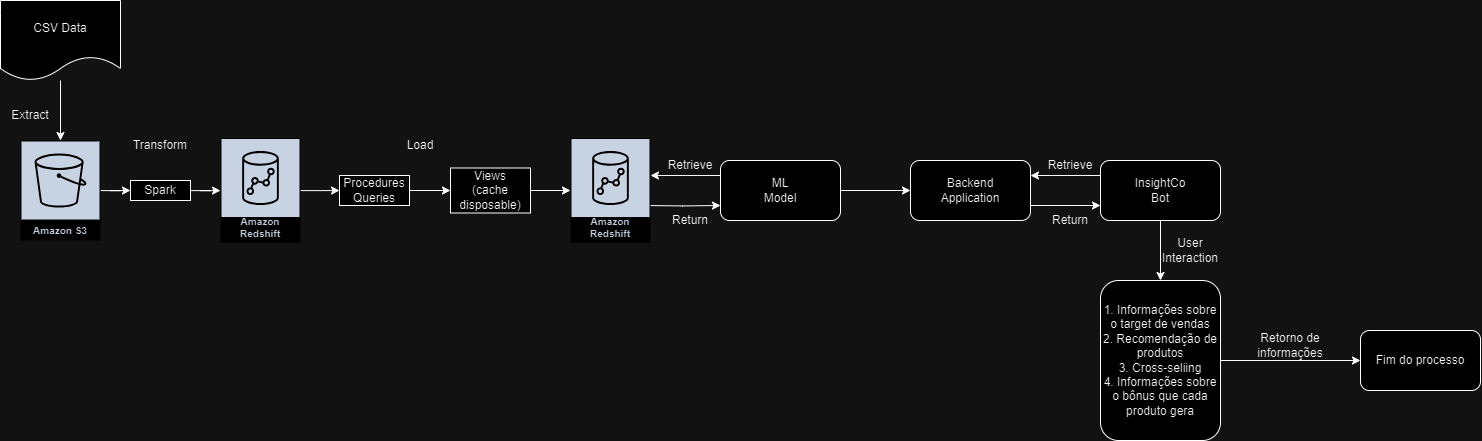 CSV Data
Extract
Amazon S3
Transform
Spark
Amazon
Redshift
Load
Procedures
Queries
Views
(cache
disposable)
Amazon
Redshift
Retrieve
Return
ML
Model
Backend
Application
Retrieve
Return
InsightCo
Bot
User
Interaction
1. Informações sobre
o target de vendas
2. Recomendação de
produtos
3. Cross-seliing
4. Informações sobre
o bônus que cada
produto gera
Retorno de
informações
Fim do processo